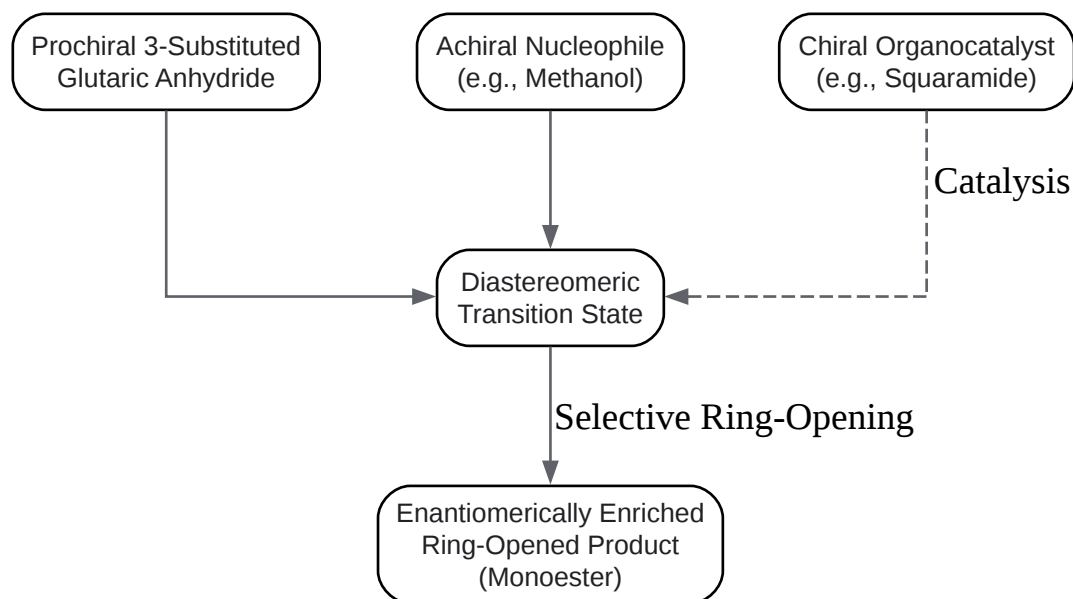 Prochiral 3-Substituted
Glutaric Anhydride
Achiral Nucleophile
(e.g., Methanol)
Chiral Organocatalyst
(e.g., Squaramide)
Catalysis
Diastereomeric
Transition State
Selective Ring-Opening
Enantiomerically Enriched
Ring-Opened Product
(Monoester)